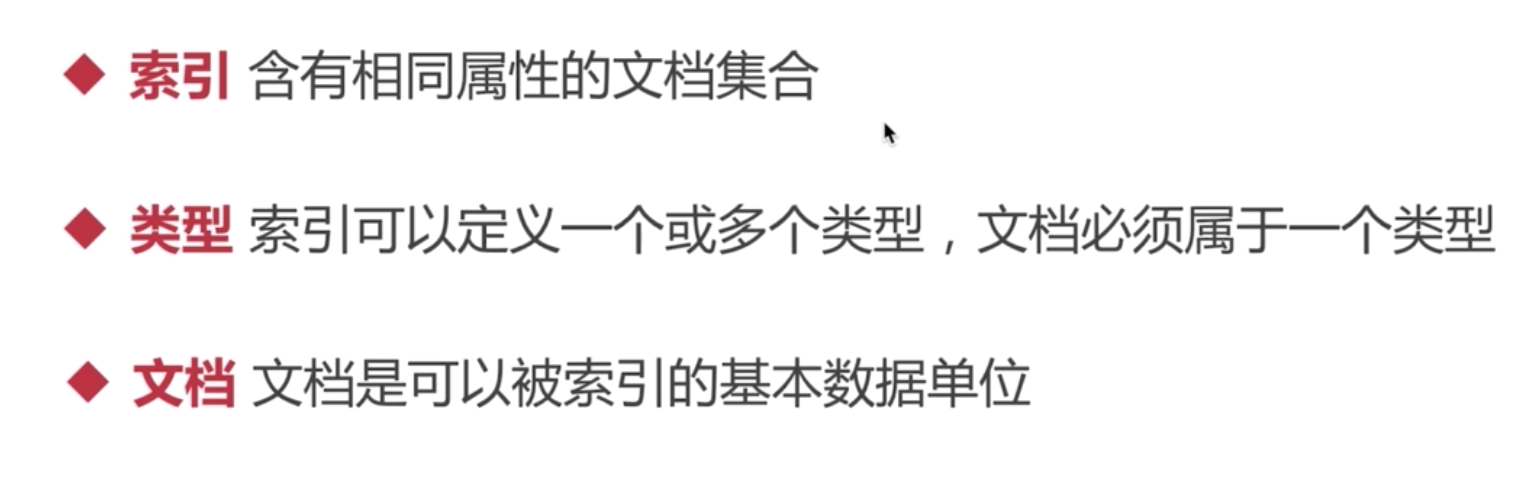 索引 含有相同属性的文档集合
类型 索引可以定义一个或多个类型，文档必须属于一个类型
文档 文档是可以被索引的基本数据单位